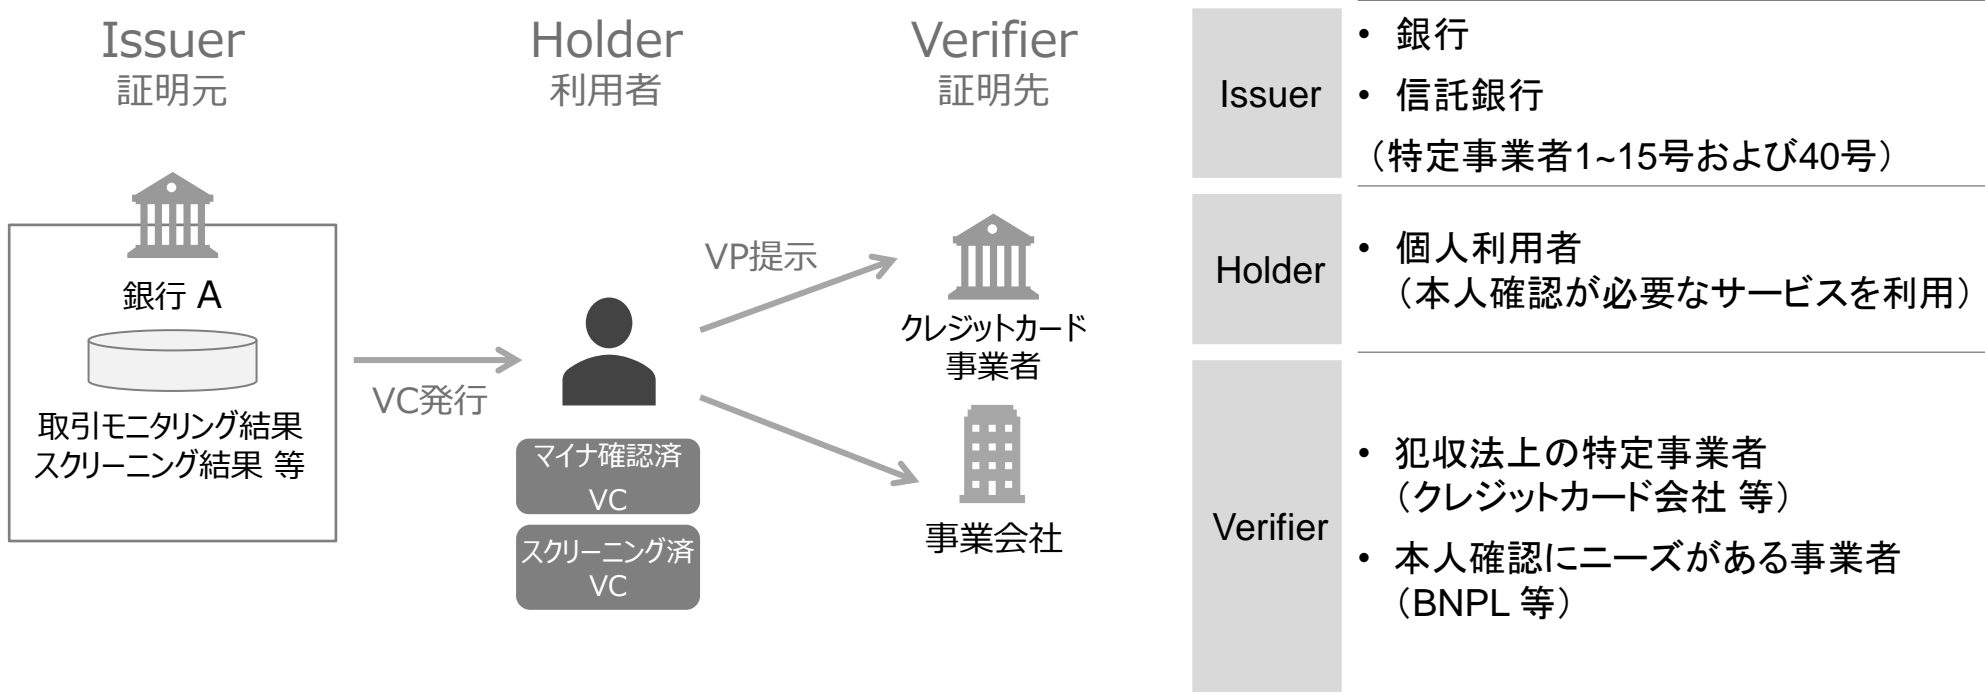 Issuer
証明元
Holder
利用者
Verifier
証明先
銀行 A
取引モニタリング結果
スクリーニング結果 等
VC発行
マイナ確認済
VC
スクリーニング済
VC
VP提示
クレジットカード
事業者
事業会社
Issuer
• 銀行
• 信託銀行
（特定事業者1~15号および40号）
Holder
• 個人利用者
（本人確認が必要なサービスを利用）
Verifier
• 犯収法上の特定事業者
（クレジットカード会社 等）
• 本人確認にニーズがある事業者
（BNPL 等）